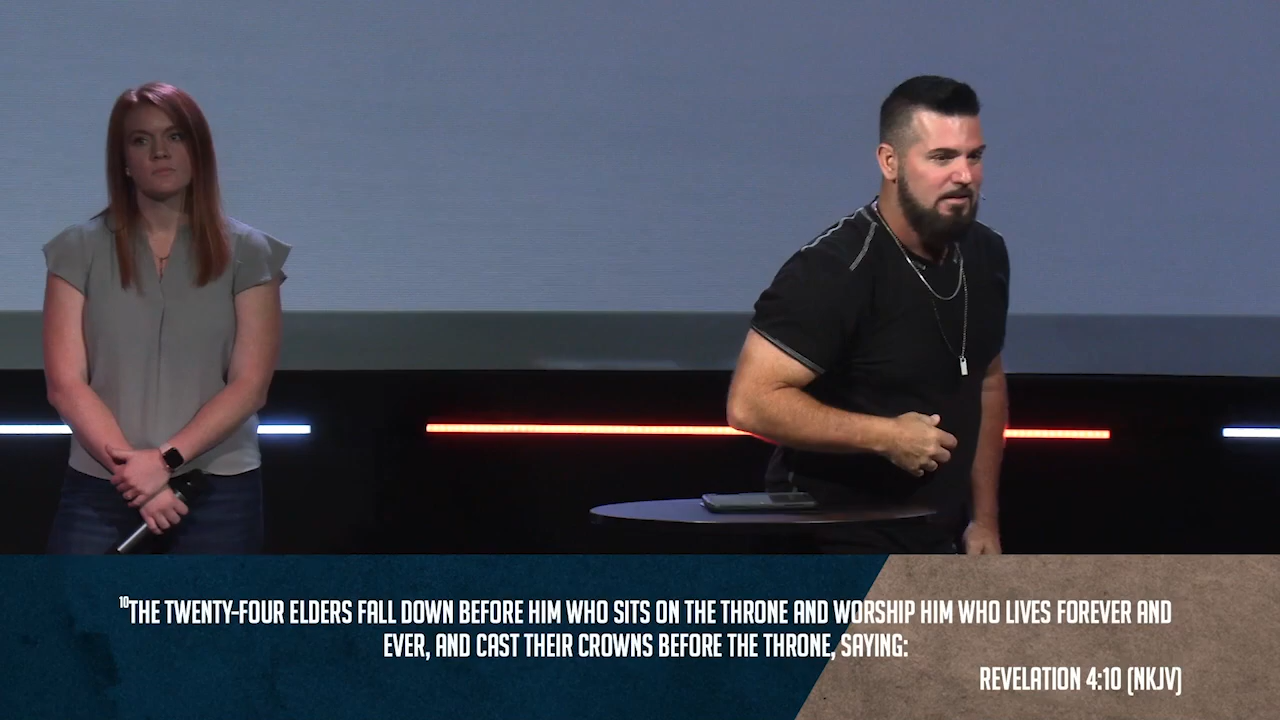 ¹⁰THE TWENTY-FOUR ELDERS FALL DOWN BEFORE HIM WHO SITS ON THE THRONE AND WORSHIP HIM WHO LIVES FOREVER AND
EVER, AND CAST THEIR CROWNS BEFORE THE THRONE, SAYING:
REVELATION 4:10 (NKJV)